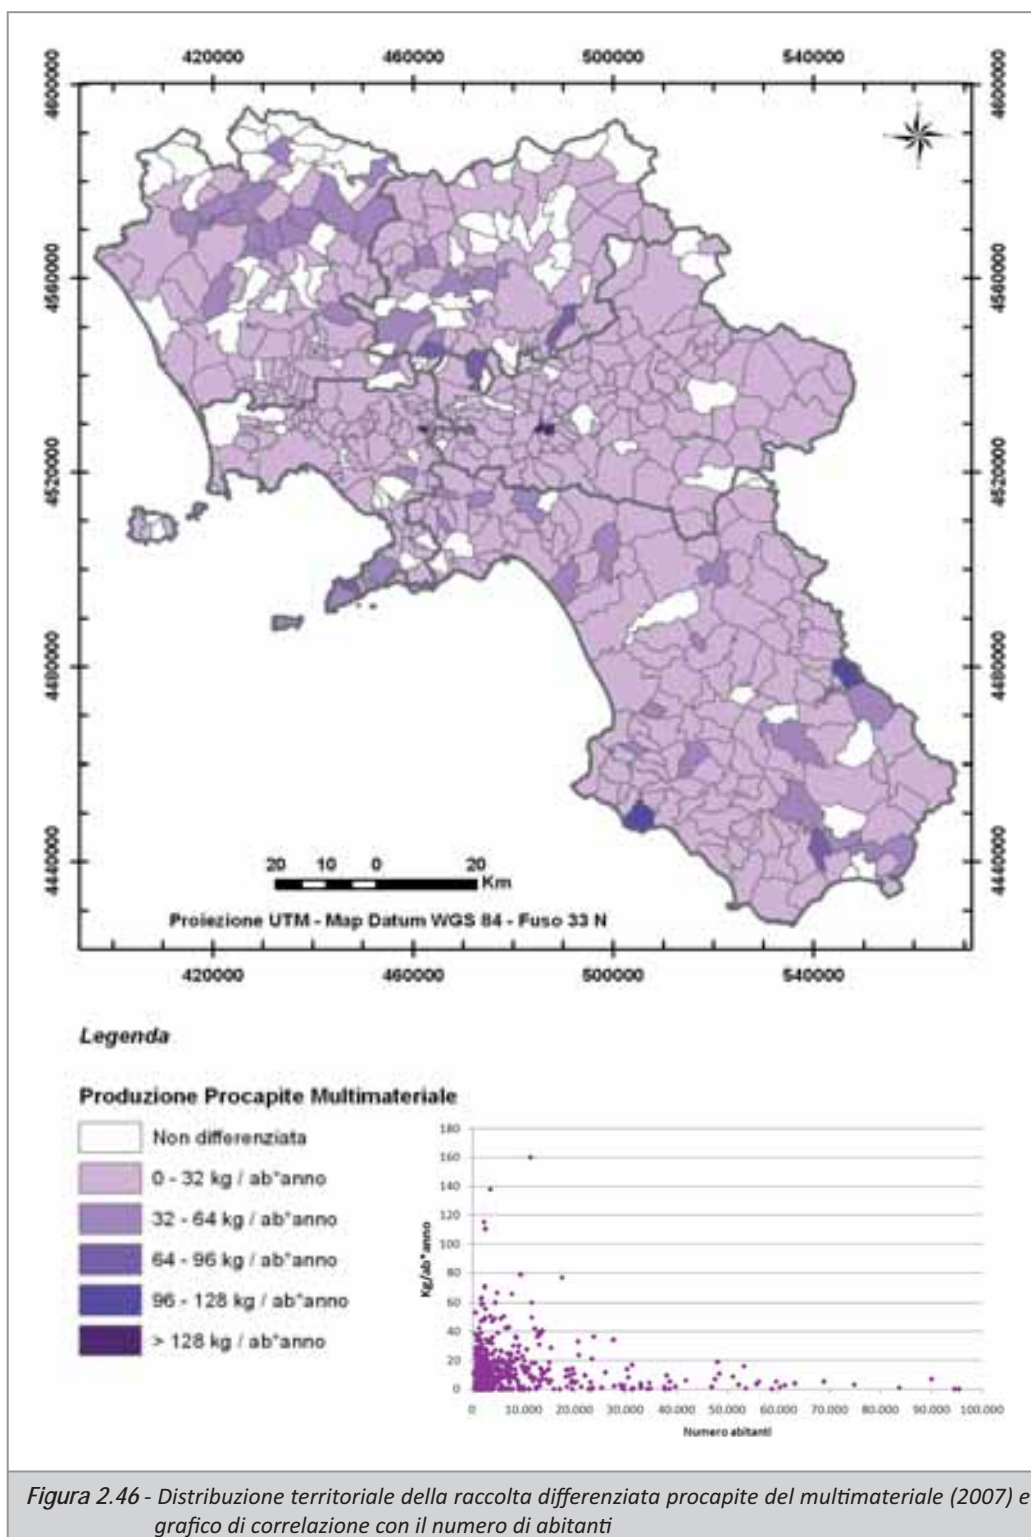 420000 460000 500000 540000
4600000 4600000
4560000 4560000
4520000 4520000
4480000 4480000
4440000 4440000
20 10 0 20
Km
Proiezione UTM - Map Datum WGS 84 - Fuso 33 N
420000 460000 500000 540000
Legenda
Produzione Procapite Multimateriale
Non differenziata
0 - 32 kg / ab*anno
32 - 64 kg / ab*anno
64 - 96 kg / ab*anno
96 - 128 kg / ab*anno
> 128 kg / ab*anno
Kg/ab*anno
180
160
140
120
100
80
60
40
20
0
0 10.000 20.000 30.000 40.000 50.000 60.000 70.000 80.000 90.000 100.000
Numero abitanti
Figura 2.46 - Distribuzione territoriale della raccolta differenziata procapite del multimateriale (2007) e
grafico di correlazione con il numero di abitanti